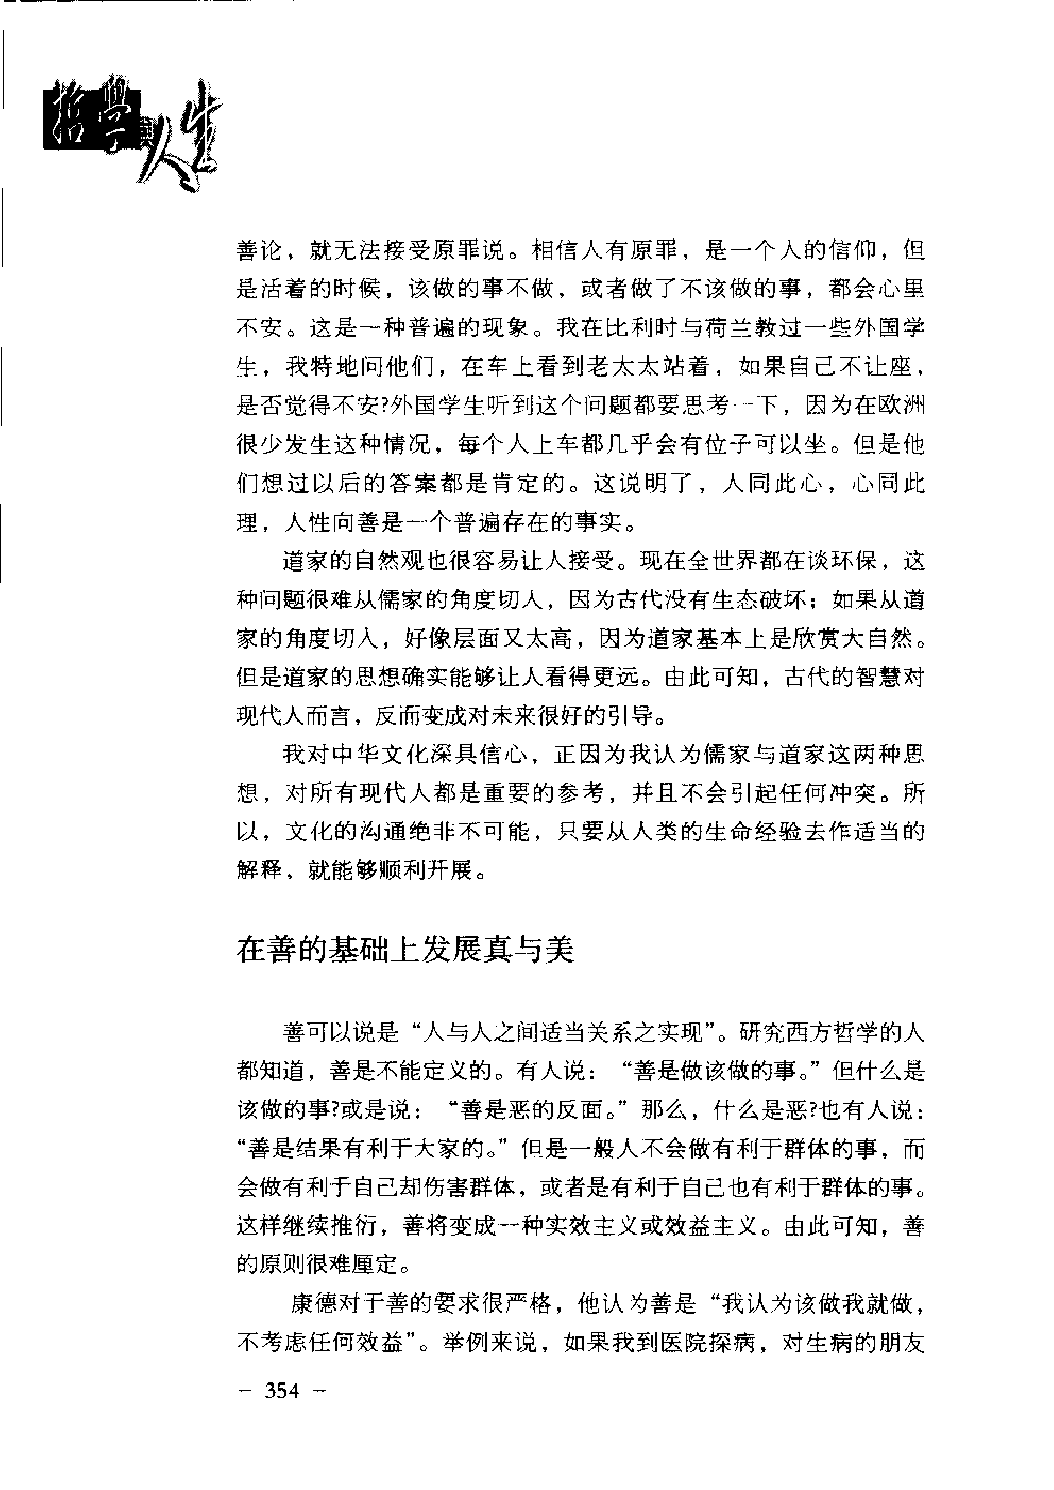 哲學與人生
善论，就无法接受原罪说。相信人有原罪，是一个人的信仰，但
是活着的时候，该做的事不做，或者做了不该做的事，都会心里
不安。这是一种普遍的现象。我在比利时与荷兰教过一些外国学
生，我特地问他们，在车上看到老太太站着，如果自己不让座，
是否觉得不安?外国学生听到这个问题都要思考一下，因为在欧洲
很少发生这种情况，每个人上车都几乎会有位子可以坐。但是他
们想过以后的答案都是肯定的。这说明了，人同此心，心同此
理，人性向善是一个普遍存在的事实。
道家的自然观也很容易让人接受。现在全世界都在谈环保，这
种问题很难从儒家的角度切人，因为古代没有生态破坏；如果从道
家的角度切入，好像层面又太高，因为道家基本上是欣赏大自然。
但是道家的思想确实能够让人看得更远。由此可知，古代的智慧对
现代人而言，反而变成对未来很好的引导。
我对中华文化深具信心，正因为我认为儒家与道家这两种思
想，对所有现代人都是重要的参考，并且不会引起任何冲突。所
以，文化的沟通绝非不可能，只要从人类的生命经验去作适当的
解释，就能够顺利开展。
在善的基础上发展真与美
善可以说是“人与人之间适当关系之实现”。研究西方哲学的人
都知道，善是不能定义的。有人说：“善是做该做的事。”但什么是
该做的事?或是说：“善是恶的反面。”那么，什么是恶?也有人说：
“善是结果有利于大家的。”但是一般人不会做有利于群体的事，而
会做有利于自己却伤害群体，或者是有利于自己也有利于群体的事。
这样继续推衍，善将变成一种实效主义或效益主义。由此可知，善
的原则很难厘定。
康德对于善的要求很严格，他认为善是“我认为该做我就做，
不考虑任何效益”。举例来说，如果我到医院探病，对生病的朋友
- 354 -